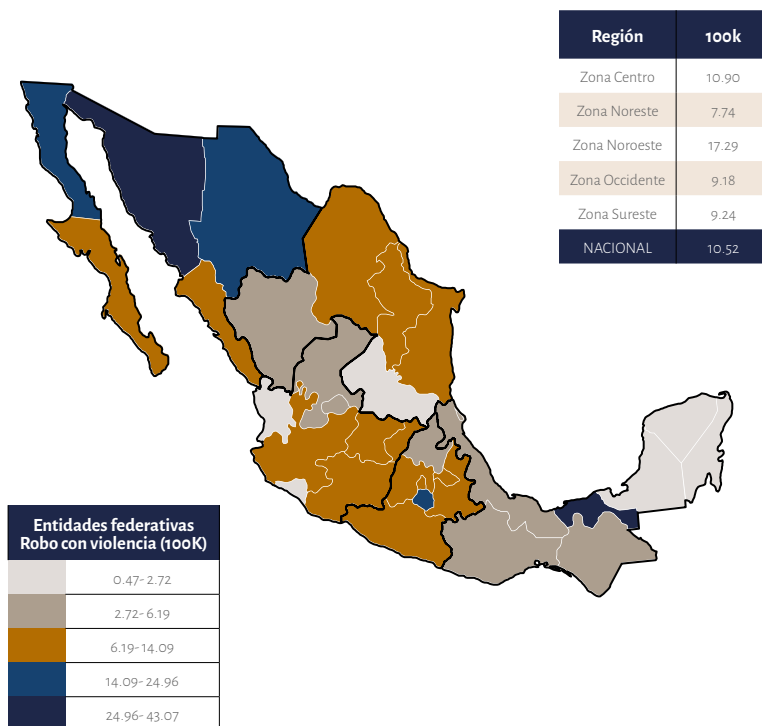 Región 100k
Zona Centro 10.90
Zona Noreste 7.74
Zona Noroeste 17.29
Zona Occidente 9.18
Zona Sureste 9.24
NACIONAL 10.52
Entidades federativas
Robo con violencia (100K)
0.47-2.72
2.72-6.19
6.19-14.09
14.09-24.96
24.96-43.07